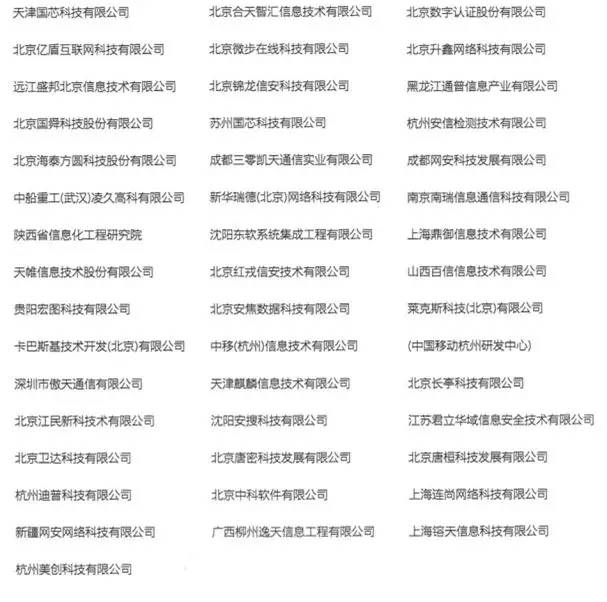 天津国芯科技有限公司 北京合天智汇信息技术有限公司 北京数字认证股份有限公司
北京亿盾互联网科技有限公司 北京微步在线科技有限公司 北京升鑫网络科技有限公司
远江盛邦北京信息技术有限公司 北京锦龙信安科技有限公司 黑龙江通普信息产业有限公司
北京国舜科技股份有限公司 苏州国芯科技有限公司 杭州安信检测技术有限公司
北京海泰方圆科技股份有限公司 成都三零凯天通信实业有限公司 成都网安科技发展有限公司
中船重工(武汉)凌久高科有限公司 新华瑞德(北京)网络科技有限公司 南京南瑞信息通信科技有限公司
陕西省信息化工程研究院 沈阳东软系统集成工程有限公司 上海鼎御信息技术有限公司
天帷信息技术股份有限公司 北京红戎信安技术有限公司 山西百信信息技术有限公司
贵阳宏图科技有限公司 北京安焦数据科技有限公司 莱克斯科技(北京)有限公司
卡巴斯基技术开发(北京)有限公司 中移(杭州)信息技术有限公司 (中国移动杭州研发中心)
深圳市傲天通信有限公司 天津麒麟信息技术有限公司 北京长亭科技有限公司
北京江民新科技术有限公司 沈阳安搜科技有限公司 江苏君立华域信息安全技术有限公司
北京卫达科技有限公司 北京唐密科技发展有限公司 北京唐桓科技发展有限公司
杭州迪普科技有限公司 北京中科软件有限公司 上海连尚网络科技有限公司
新疆网安网络科技有限公司 广西柳州逸天信息工程有限公司 上海镕天信息科技有限公司
杭州美创科技有限公司